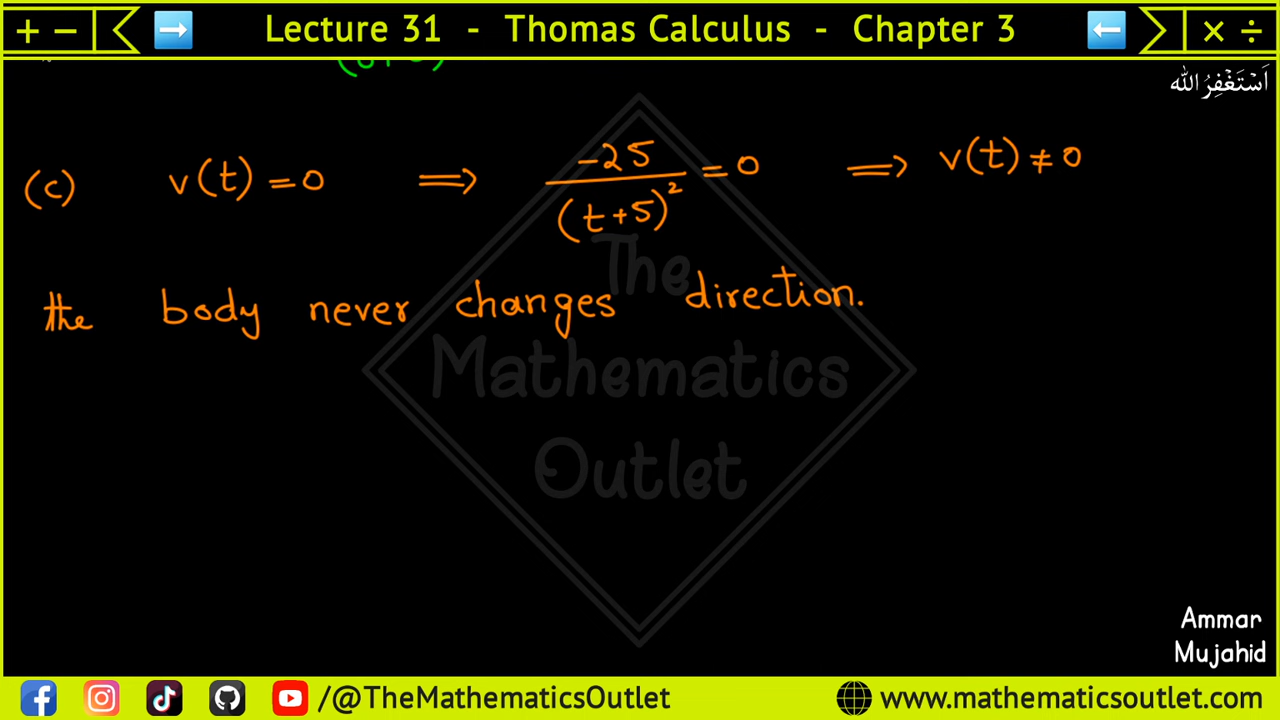 + − Lecture 31 - Thomas Calculus - Chapter 3 × ÷
اَسْتَغْفِرُ اللّٰه
(c) v(t) = 0 ⟹ -25/(t+5)² = 0 ⟹ v(t) ≠ 0
the body never changes direction.
The
Mathematics
Outlet
Ammar
Mujahid
/@TheMathematicsOutlet www.mathematicsoutlet.com